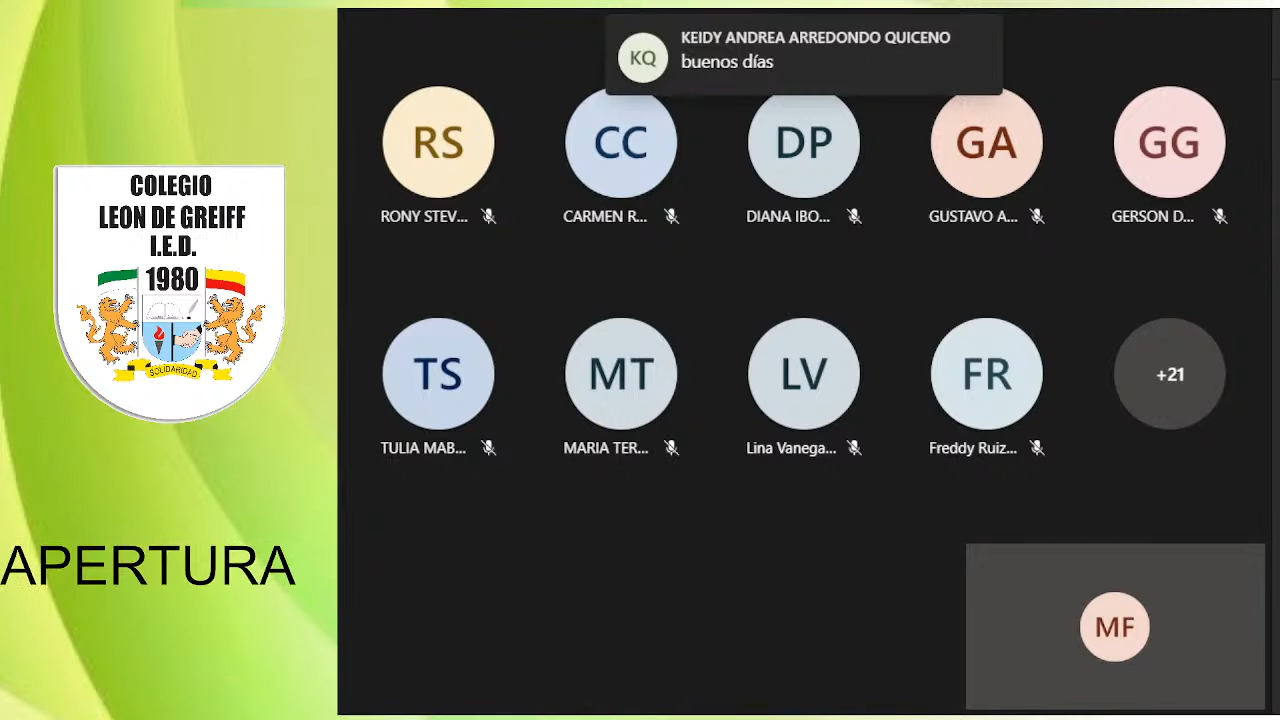 COLEGIO
LEON DE GREIFF
I.E.D.
1980
SOLIDARIDAD
APERTURA
KQ
KEIDY ANDREA ARREDONDO QUICENO
buenos días
RS
CC
DP
GA
GG
RONY STEV...
CARMEN R...
DIANA IBO...
GUSTAVO A...
GERSON D...
TS
MT
LV
FR
+21
TULIA MAB...
MARIA TER...
Lina Vanega...
Freddy Ruiz...
MF